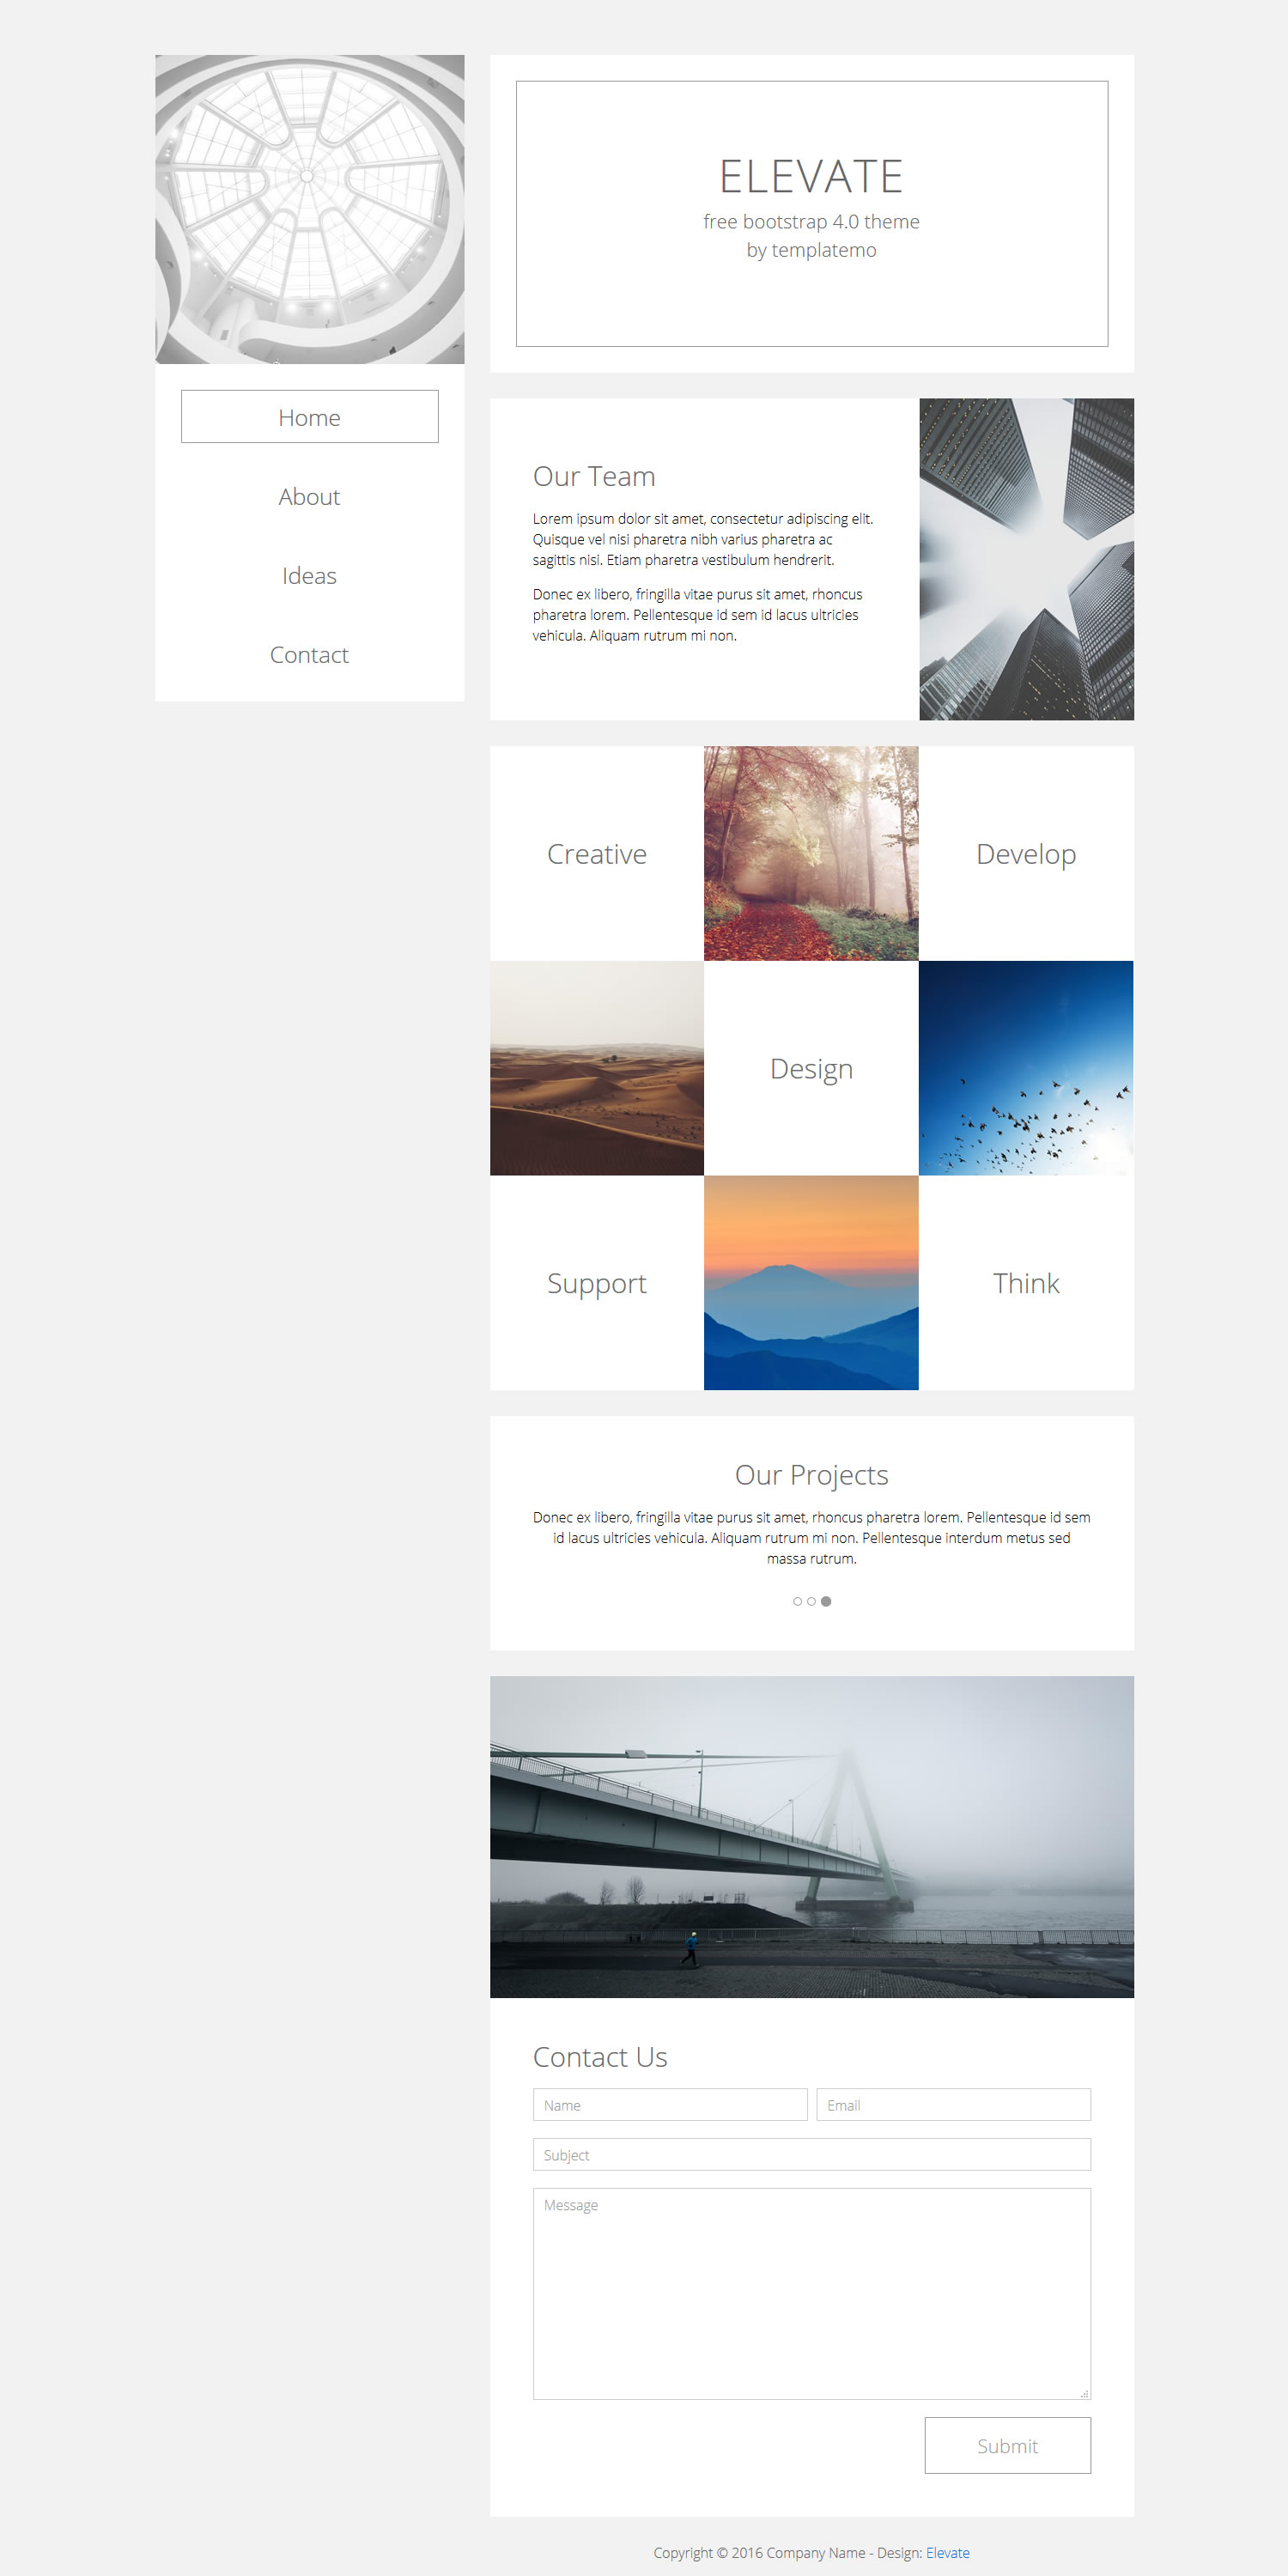 Home
About
Ideas
Contact
ELEVATE
free bootstrap 4.0 theme
by templatemo
Our Team
Lorem ipsum dolor sit amet, consectetur adipiscing elit.
Quisque vel nisi pharetra nibh varius pharetra ac
sagittis nisi. Etiam pharetra vestibulum hendrerit.
Donec ex libero, fringilla vitae purus sit amet, rhoncus
pharetra lorem. Pellentesque id sem id lacus ultricies
vehicula. Aliquam rutrum mi non.
Creative
Develop
Design
Support
Think
Our Projects
Donec ex libero, fringilla vitae purus sit amet, rhoncus pharetra lorem. Pellentesque id sem
id lacus ultricies vehicula. Aliquam rutrum mi non. Pellentesque interdum metus sed
massa rutrum.
Contact Us
Name
Email
Subject
Message
Submit
Copyright © 2016 Company Name - Design: Elevate